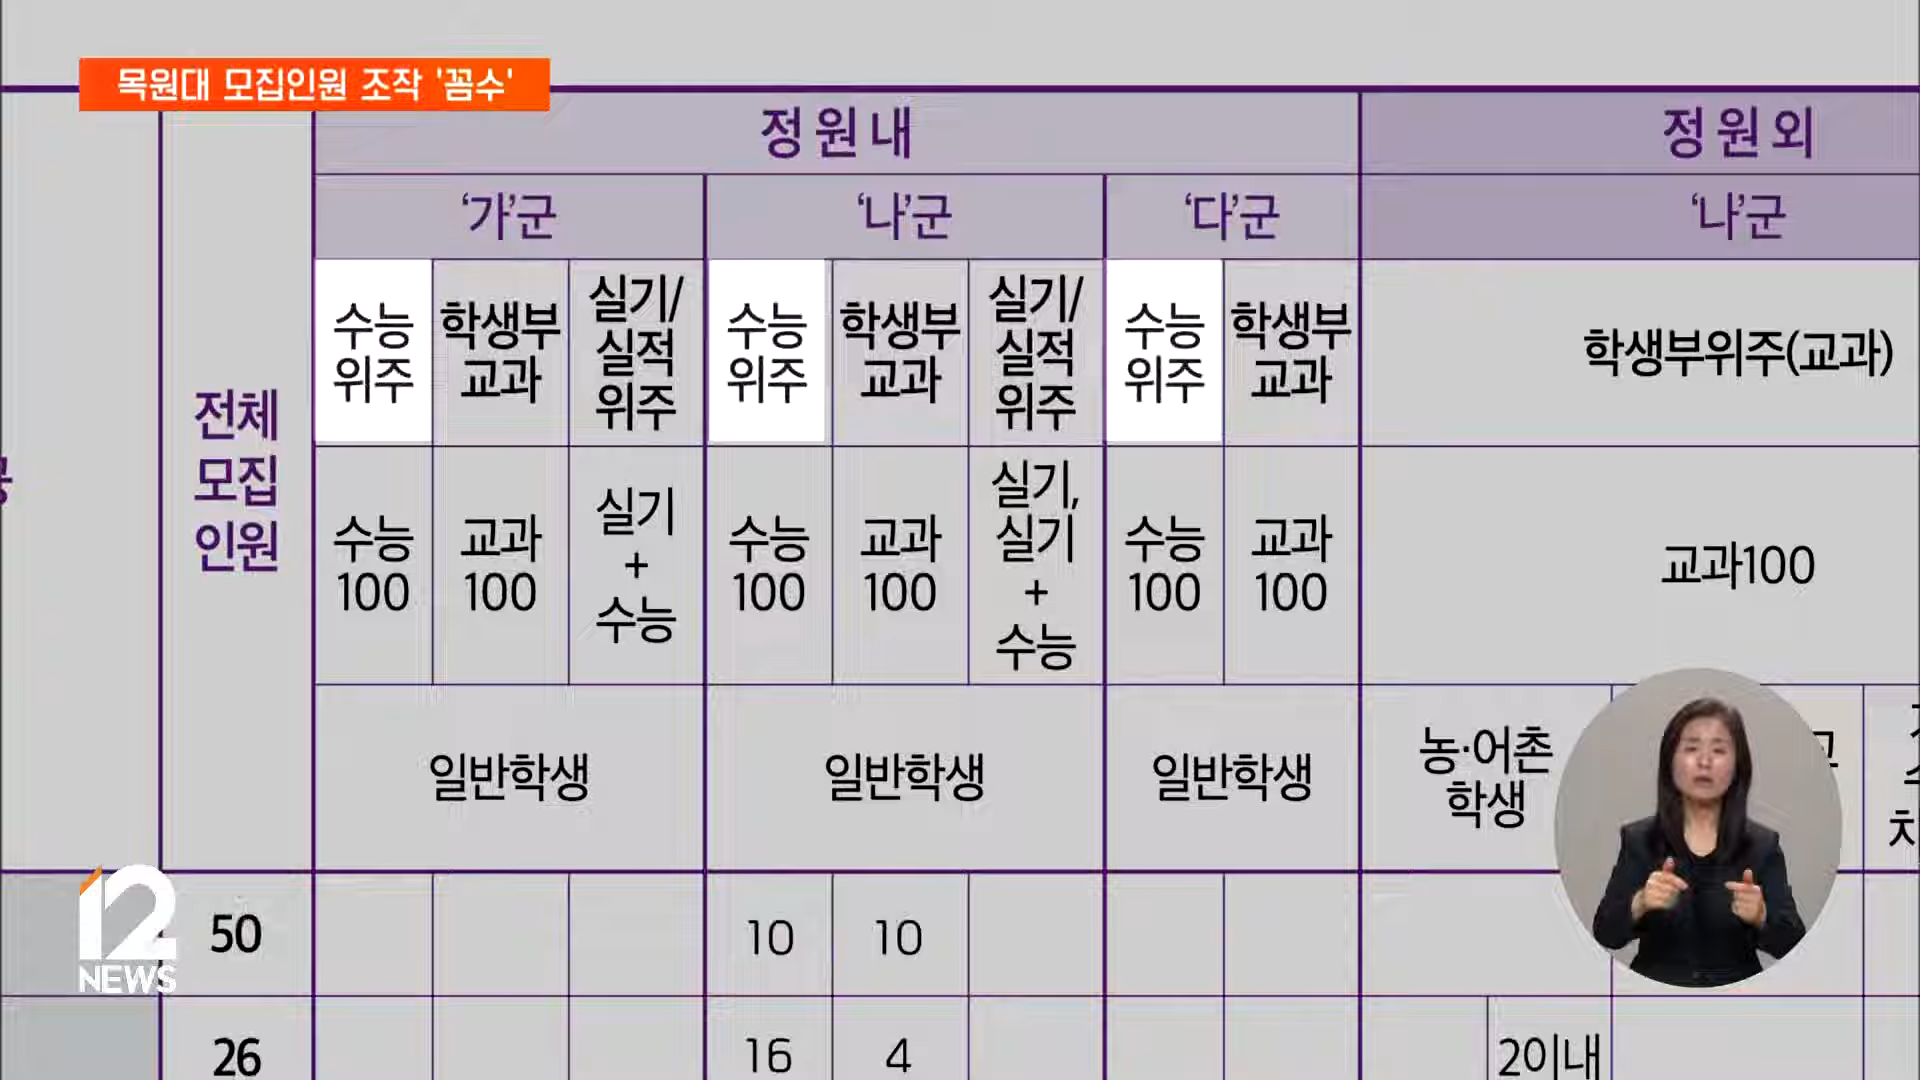 목원대 모집인원 조작 '꼼수'
정원내
정원외
'가'군
'나'군
'다'군
'나'군
전체
모집
인원
수능
위주
학생부
교과
실기/
실적
위주
수능
위주
학생부
교과
실기/
실적
위주
수능
위주
학생부
교과
학생부위주(교과)
수능
100
교과
100
실기
+
수능
수능
100
교과
100
실기,
실기
+
수능
수능
100
교과
100
교과100
일반학생
일반학생
일반학생
농·어촌
학생
50
10
10
26
16
4
2이내
12
NEWS